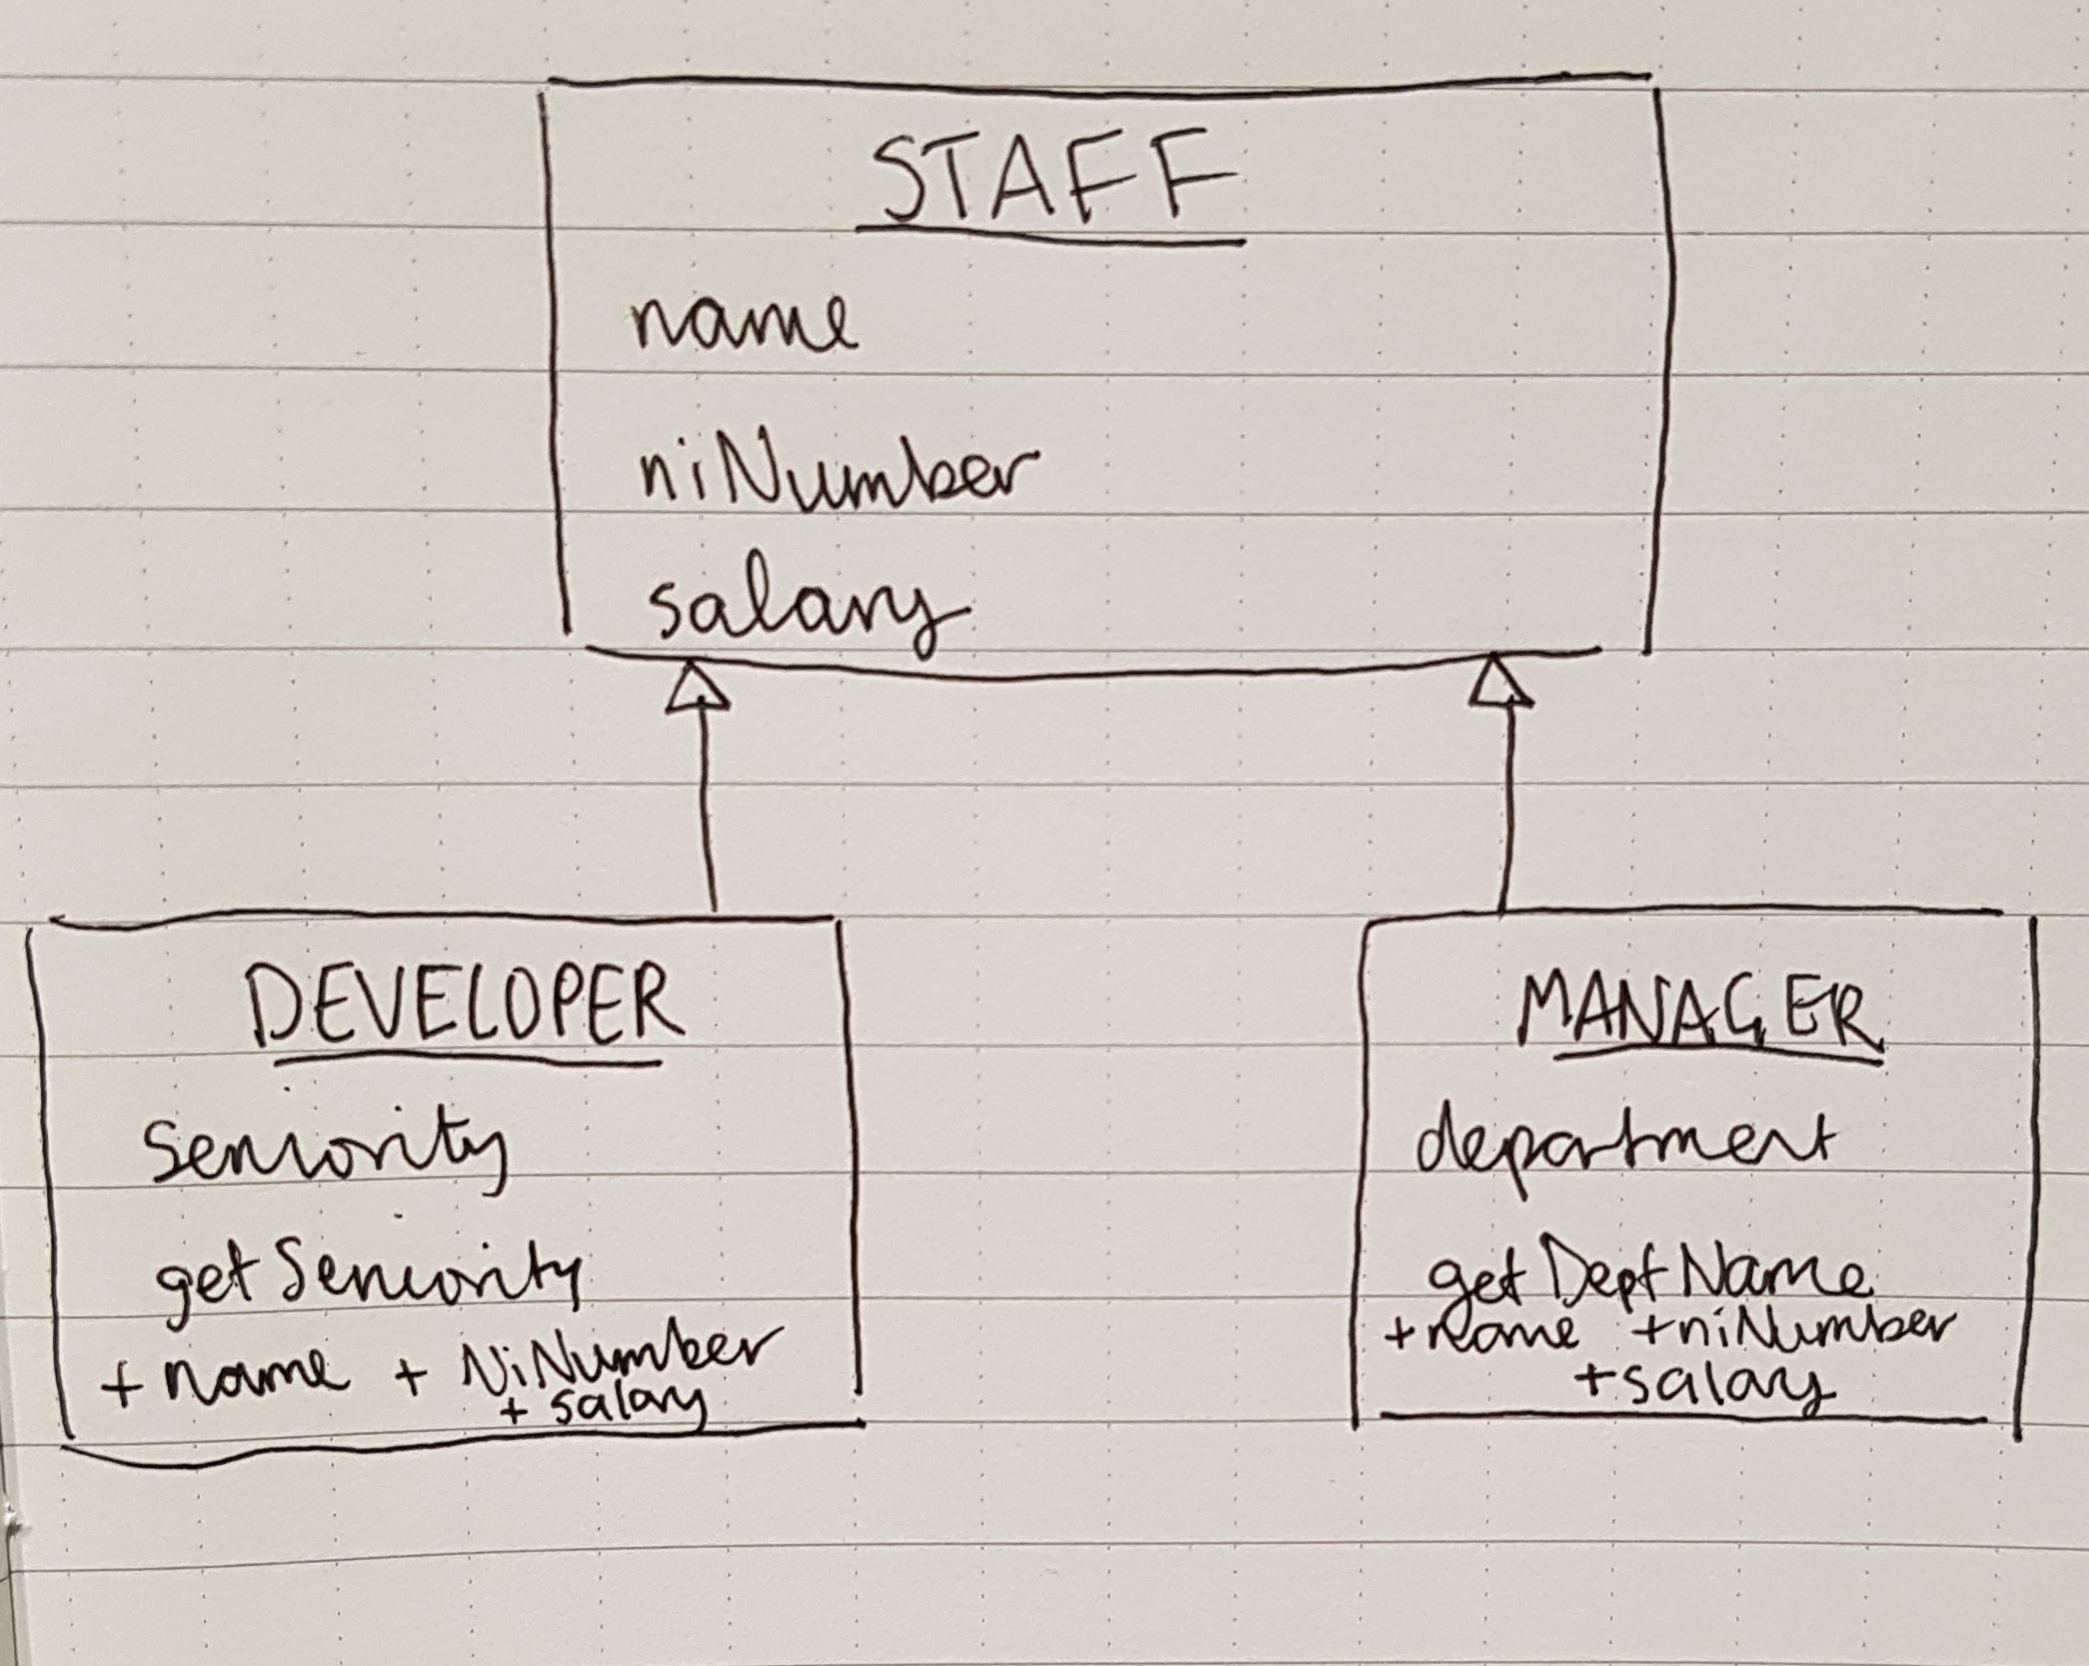 STAFF
name
niNumber
salary
DEVELOPER
seniority
getSeniority
+ name + NiNumber
+ salary
MANAGER
department
getDeptName
+name +niNumber
+salary